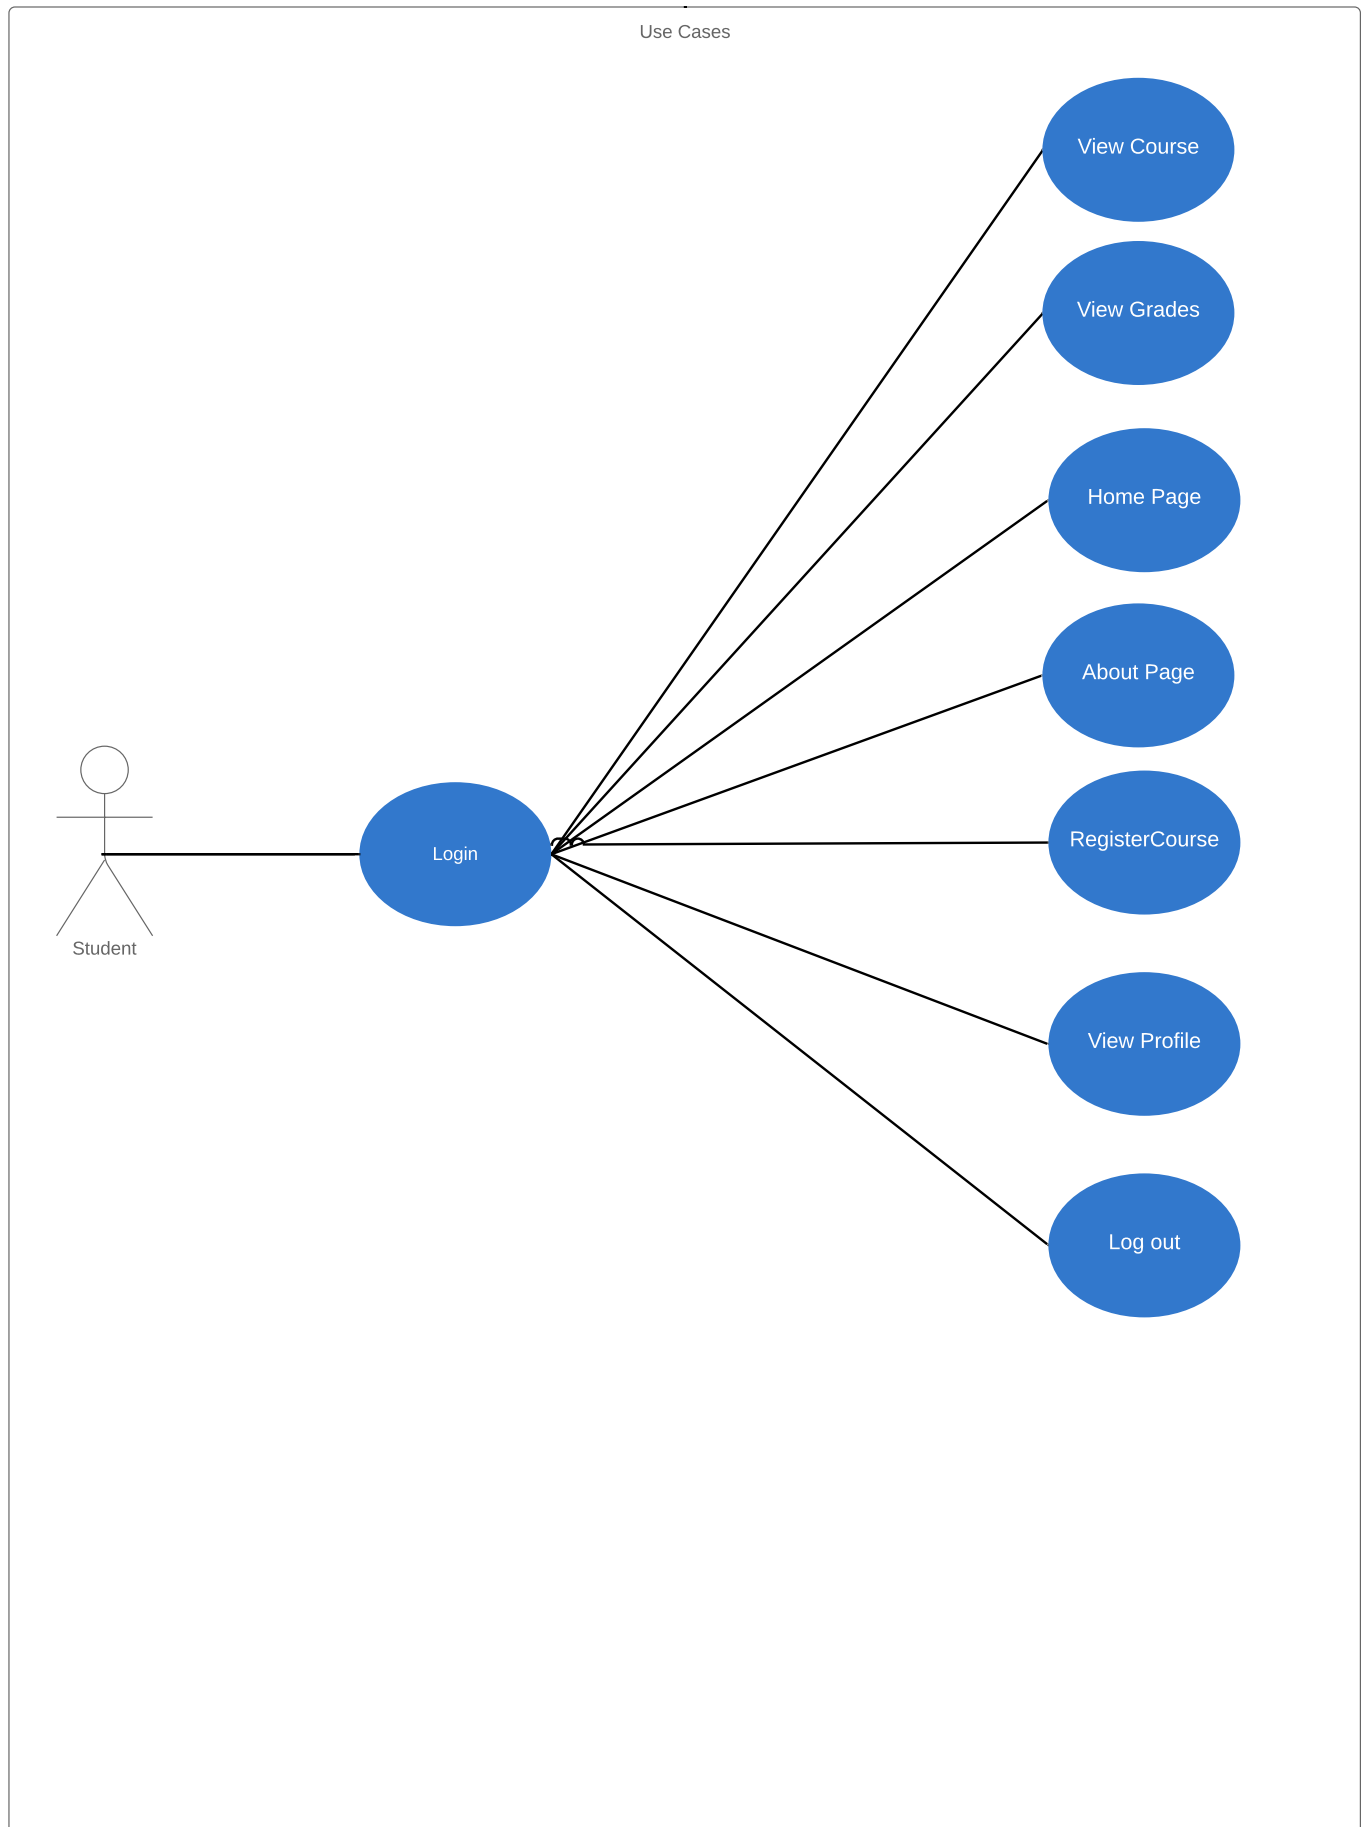 Use Cases
View Course
View Grades
Home Page
About Page
RegisterCourse
Login
Student
View Profile
Log out